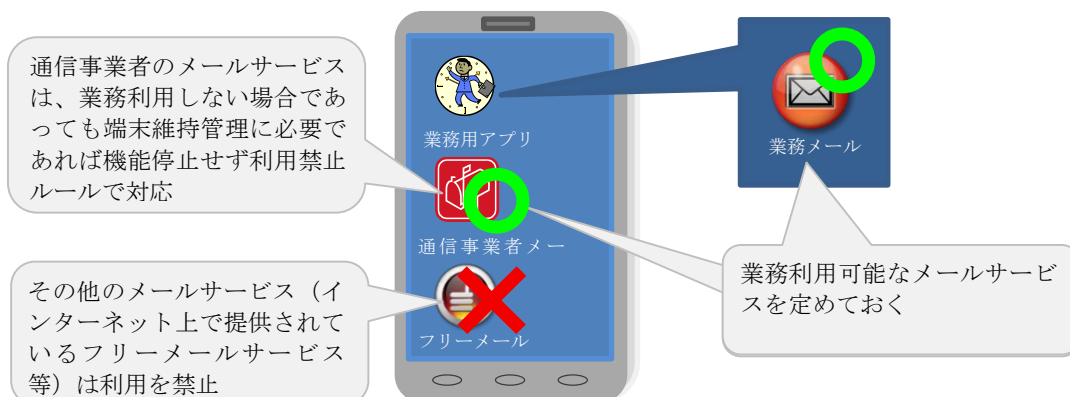 通信事業者のメールサービス
は、業務利用しない場合であ
っても端末維持管理に必要で
あれば機能停止せず利用禁止
ルールで対応
業務用アプリ
業務メール
通信事業者メー
業務利用可能なメールサービ
スを定めておく
その他のメールサービス（イ
ンターネット上で提供されて
いるフリーメールサービス
等）は利用を禁止
フリーメール